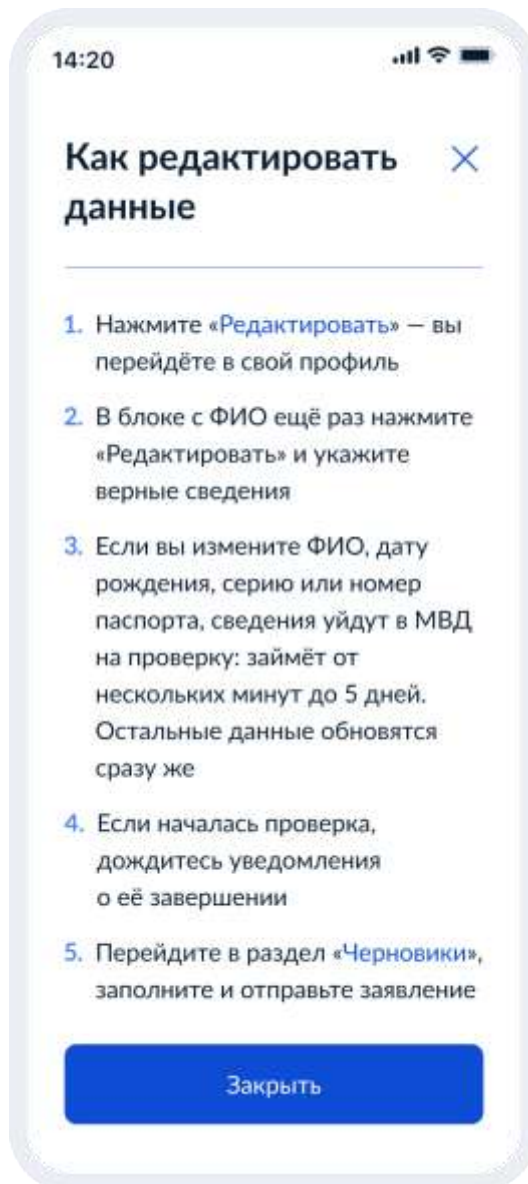 14:20
Как редактировать
данные
1. Нажмите «Редактировать» — вы
перейдёте в свой профиль
2. В блоке с ФИО ещё раз нажмите
«Редактировать» и укажите
верные сведения
3. Если вы измените ФИО, дату
рождения, серию или номер
паспорта, сведения уйдут в МВД
на проверку: займёт от
нескольких минут до 5 дней.
Остальные данные обновятся
сразу же
4. Если началась проверка,
дождитесь уведомления
о её завершении
5. Перейдите в раздел «Черновики»,
заполните и отправьте заявление
Закрыть